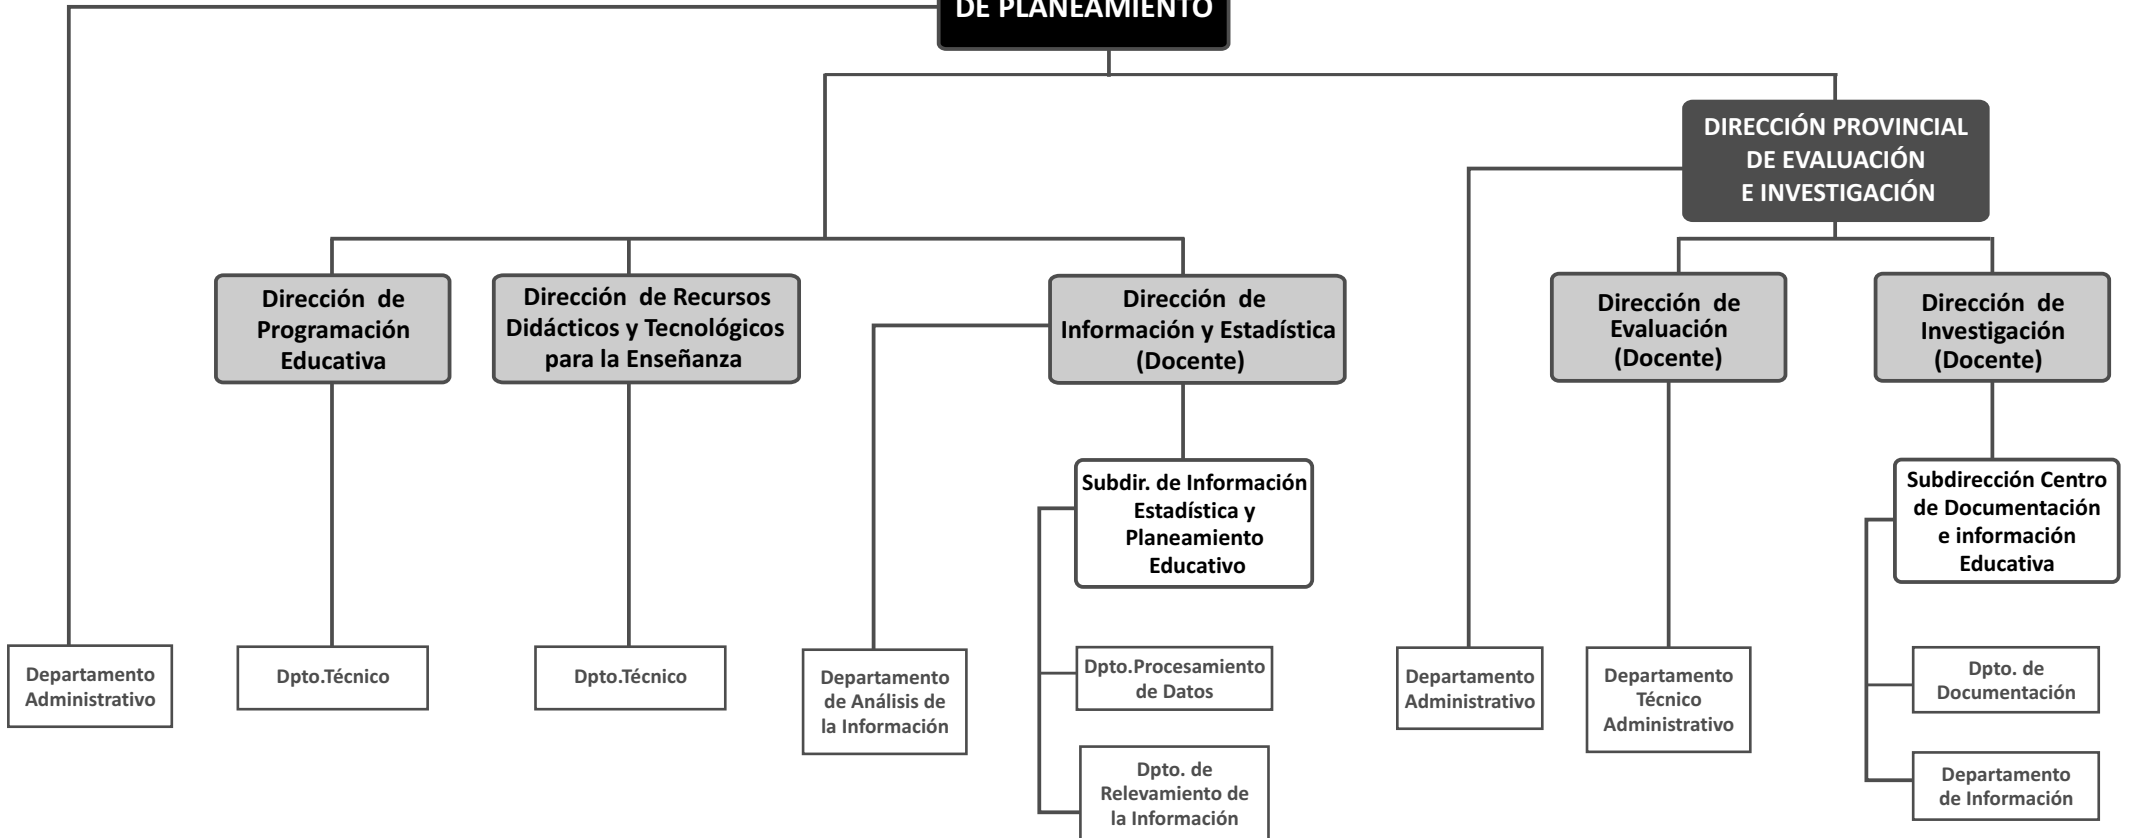 DE PLANEAMIENTO
DIRECCIÓN PROVINCIAL
DE EVALUACIÓN
E INVESTIGACIÓN
Dirección de
Programación
Educativa
Dirección de Recursos
Didácticos y Tecnológicos
para la Enseñanza
Dirección de
Información y Estadística
(Docente)
Dirección de
Evaluación
(Docente)
Dirección de
Investigación
(Docente)
Subdir. de Información
Estadística y
Planeamiento
Educativo
Subdirección Centro
de Documentación
e información
Educativa
Departamento
Administrativo
Dpto.Técnico
Dpto.Técnico
Departamento
de Análisis de
la Información
Dpto.Procesamiento
de Datos
Dpto. de
Relevamiento de
la Información
Departamento
Administrativo
Departamento
Técnico
Administrativo
Dpto. de
Documentación
Departamento
de Información